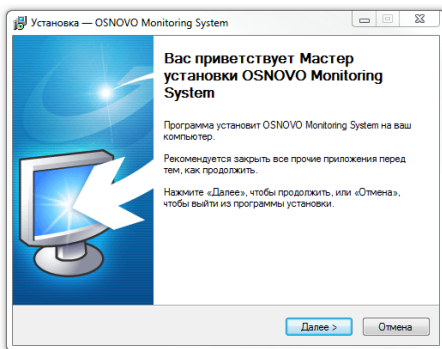 Установка — OSNOVO Monitoring System
Вас приветствует Мастер
установки OSNOVO Monitoring
System
Программа установит OSNOVO Monitoring System на ваш
компьютер.
Рекомендуется закрыть все прочие приложения перед
тем, как продолжить.
Нажмите «Далее», чтобы продолжить, или «Отмена»,
чтобы выйти из программы установки.
Далее >
Отмена